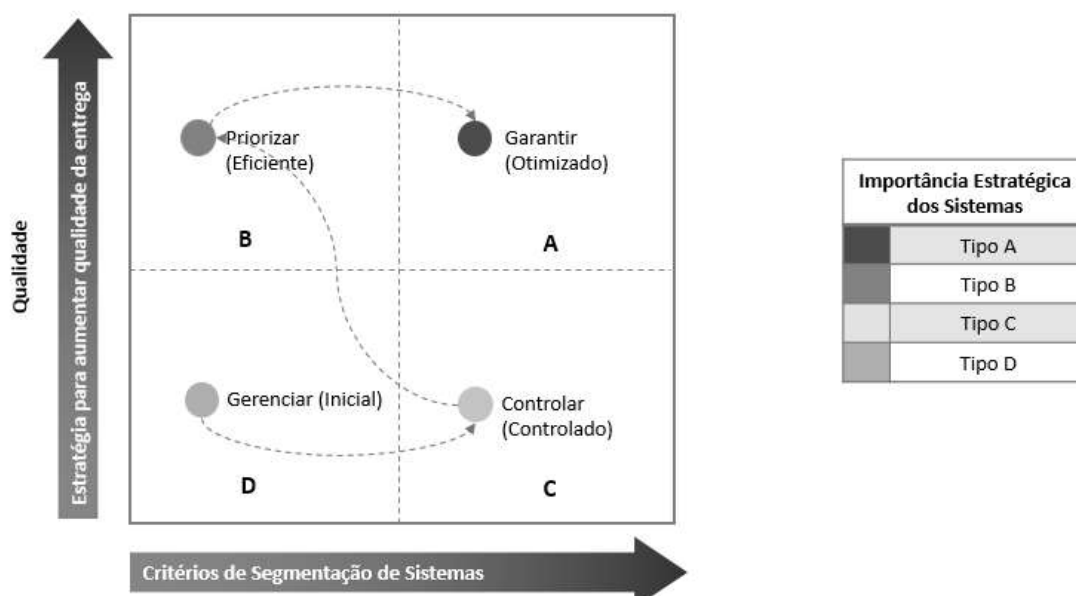 Qualidade
Estratégia para aumentar qualidade da entrega
Priorizar
(Eficiente)
B
Garantir
(Otimizado)
A
Gerenciar (Inicial)
D
Controlar
(Controlado)
C
Critérios de Segmentação de Sistemas
Importância Estratégica
dos Sistemas
Tipo A
Tipo B
Tipo C
Tipo D